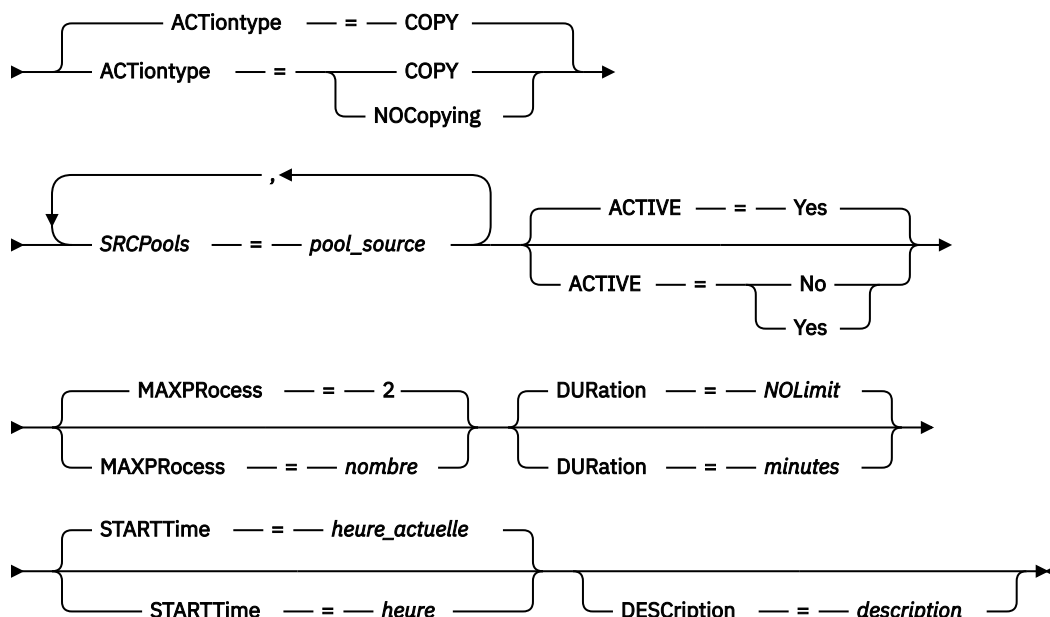 ACTiontype = COPY
ACTiontype = COPY
NOCopying
,
SRCPools = pool_source
ACTIVE = Yes
ACTIVE = No
Yes
MAXPRocess = 2
DURation = NOLimit
MAXPRocess = nombre
DURation = minutes
STARTTime = heure_actuelle
STARTTime = heure
DESCription = description